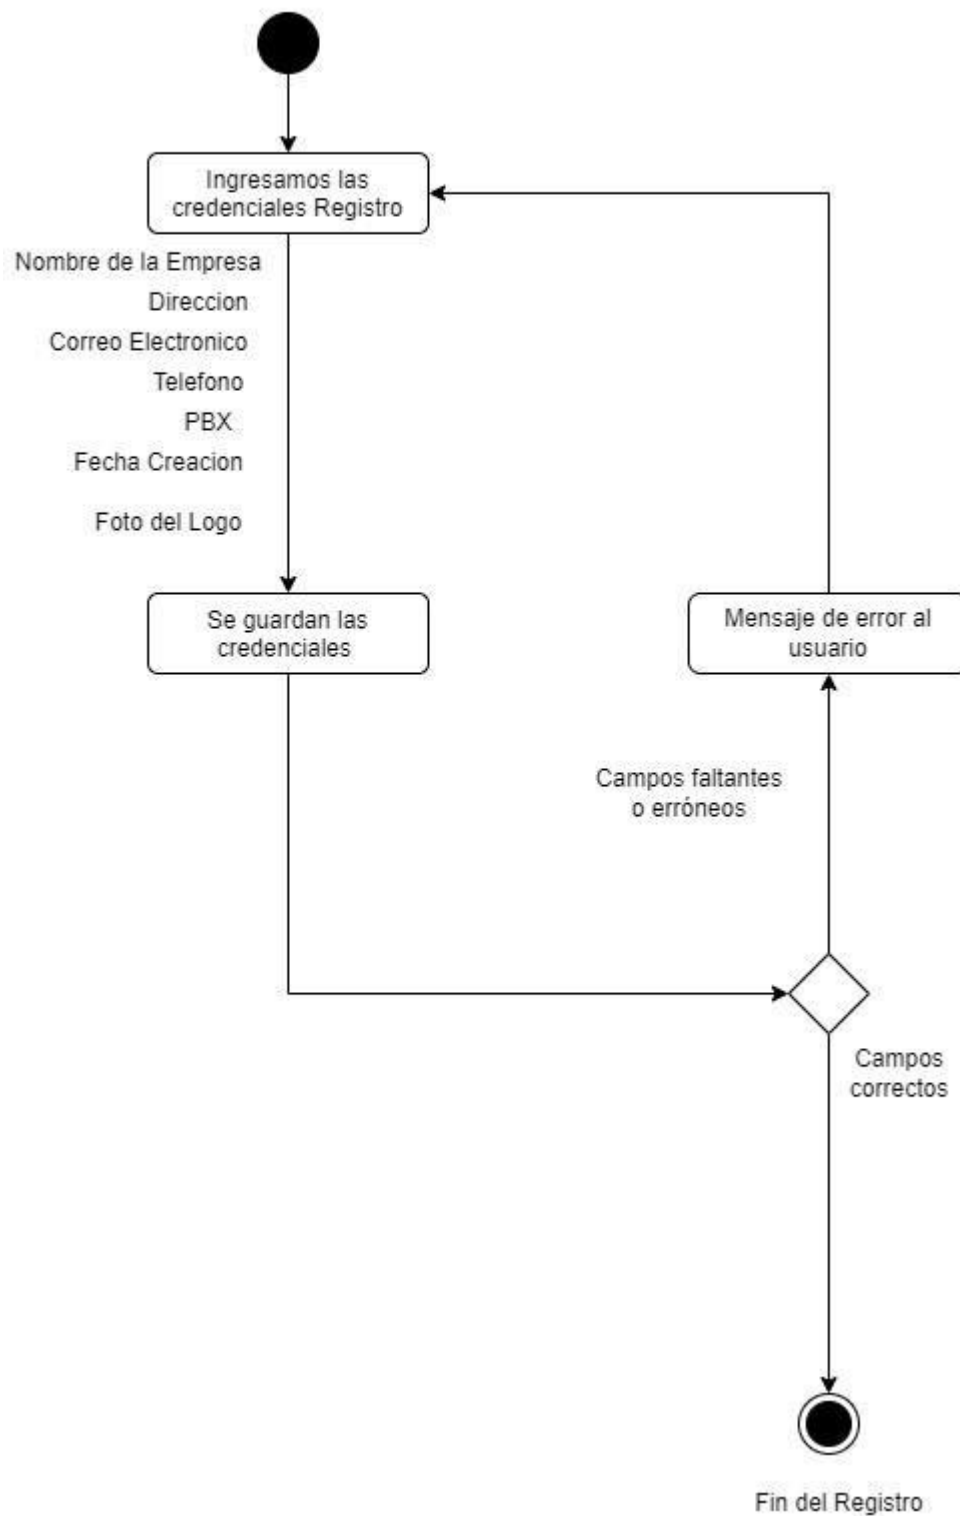 Ingresamos las
credenciales Registro
Nombre de la Empresa
Direccion
Correo Electronico
Telefono
PBX
Fecha Creacion
Foto del Logo
Se guardan las
credenciales
Mensaje de error al
usuario
Campos faltantes
o erróneos
Campos
correctos
Fin del Registro